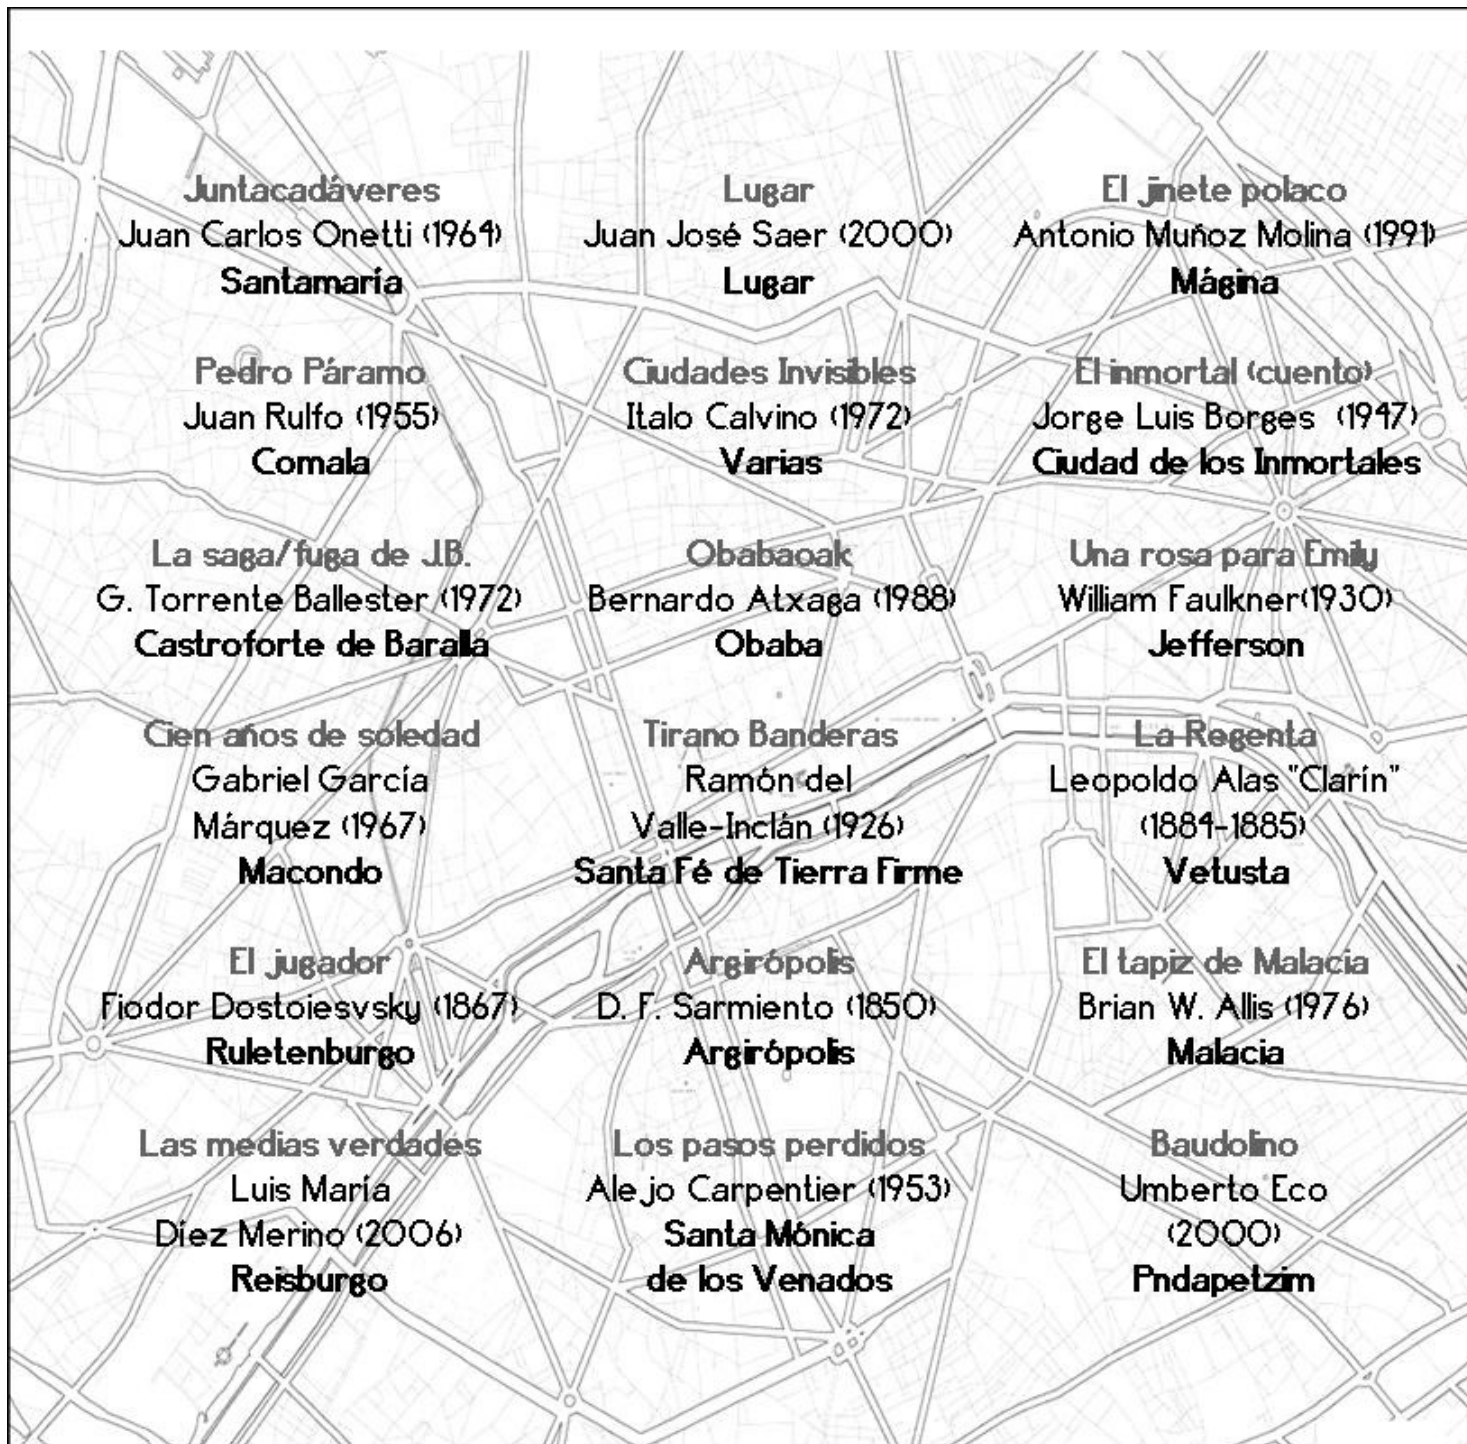 Juntacadáveres
Juan Carlos Onetti (1964)
Santamaría
Lugar
Juan José Saer (2000)
Lugar
El jinete polaco
Antonio Muñoz Molina (1991)
Mágina
Pedro Páramo
Juan Rulfo (1955)
Comala
Ciudades Invisibles
Italo Calvino (1972)
Varias
El inmortal (cuento)
Jorge Luis Borges (1947)
Ciudad de los Inmortales
La saga/fuga de J.B.
G. Torrente Ballester (1972)
Castroforte de Baralla
Obabaoak
Bernardo Atxaga (1988)
Obaba
Una rosa para Emily
William Faulkner(1930)
Jefferson
Cien años de soledad
Gabriel García
Márquez (1967)
Macondo
Tirano Banderas
Ramón del
Valle-Inclán (1926)
Santa Fé de Tierra Firme
La Regenta
Leopoldo Alas "Clarín"
(1884-1885)
Vetusta
El jugador
Fiodor Dostoiesvsky (1867)
Ruletenburgo
Argirópolis
D. F. Sarmiento (1850)
Argirópolis
El tapiz de Malacia
Brian W. Allis (1976)
Malacia
Las medias verdades
Luis María
Díez Merino (2006)
Reisburgo
Los pasos perdidos
Alejo Carpentier (1953)
Santa Mónica
de los Venados
Baudolino
Umberto Eco
(2000)
Pndapetzim